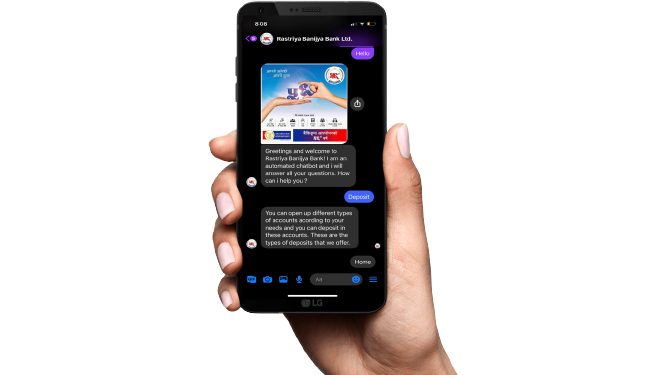 8:08
Rastriya Banijya Bank Ltd.
Hello
Greetings and welcome to
Rastriya Banijya Bank! I am an
automated chatbot and i will
answer all your questions. How
can i help you ?
Deposit
You can open up different types
of accounts acording to your
needs and you can deposit in
these accounts. These are the
types of deposits that we offer.
Home
GIF
Aa
LG